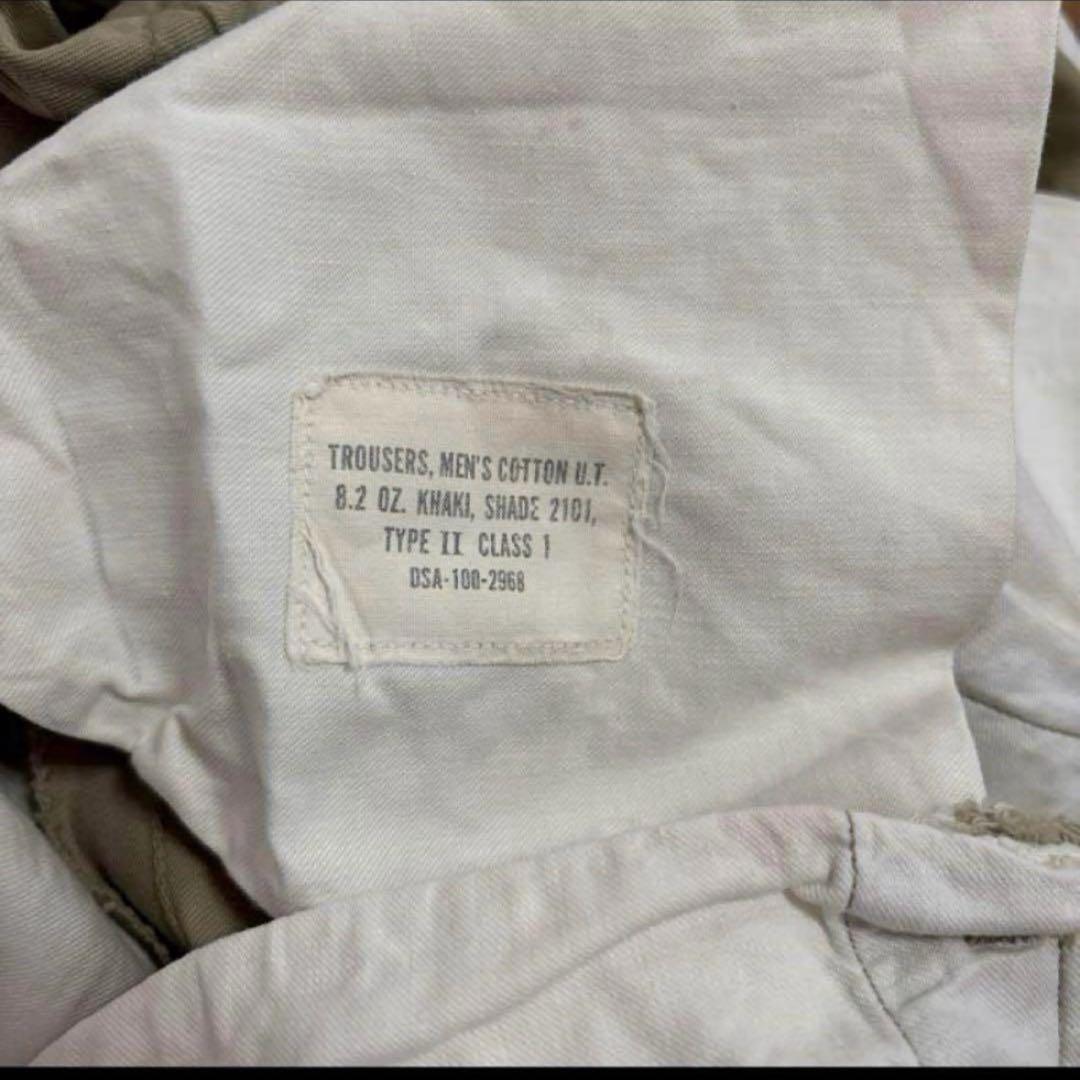 TROUSERS, MEN'S COTTON U.T.
8.2 OZ. KHAKI, SHADE 2101,
TYPE II CLASS 1
DSA-100-2968